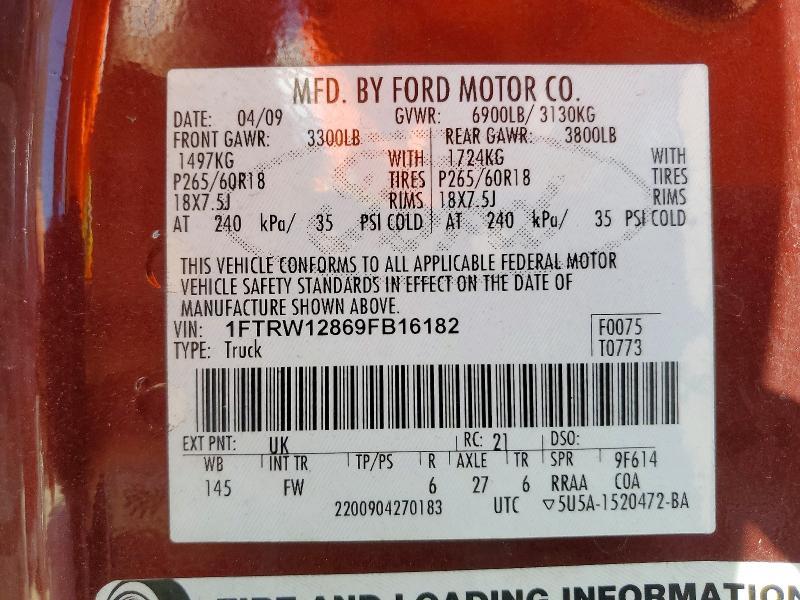 MFD. BY FORD MOTOR CO.
DATE: 04/09 GVWR: 6900LB/ 3130KG
FRONT GAWR: 3300LB REAR GAWR: 3800LB
1497KG WITH 1724KG WITH
P265/60R18 TIRES P265/60R18 TIRES
18X7.5J RIMS 18X7.5J RIMS
AT 240 kPa/ 35 PSI COLD AT 240 kPa/ 35 PSI COLD
THIS VEHICLE CONFORMS TO ALL APPLICABLE FEDERAL MOTOR
VEHICLE SAFETY STANDARDS IN EFFECT ON THE DATE OF
MANUFACTURE SHOWN ABOVE.
VIN: 1FTRW12869FB16182 F0075
TYPE: Truck T0773
EXT PNT: UK RC: 21 DSO:
WB INT TR TP/PS R AXLE TR SPR 9F614
145 FW 6 27 6 RRAA COA
2200904270183 UTC ▽5U5A-1520472-BA
TIRE AND LOADING INFORMATION